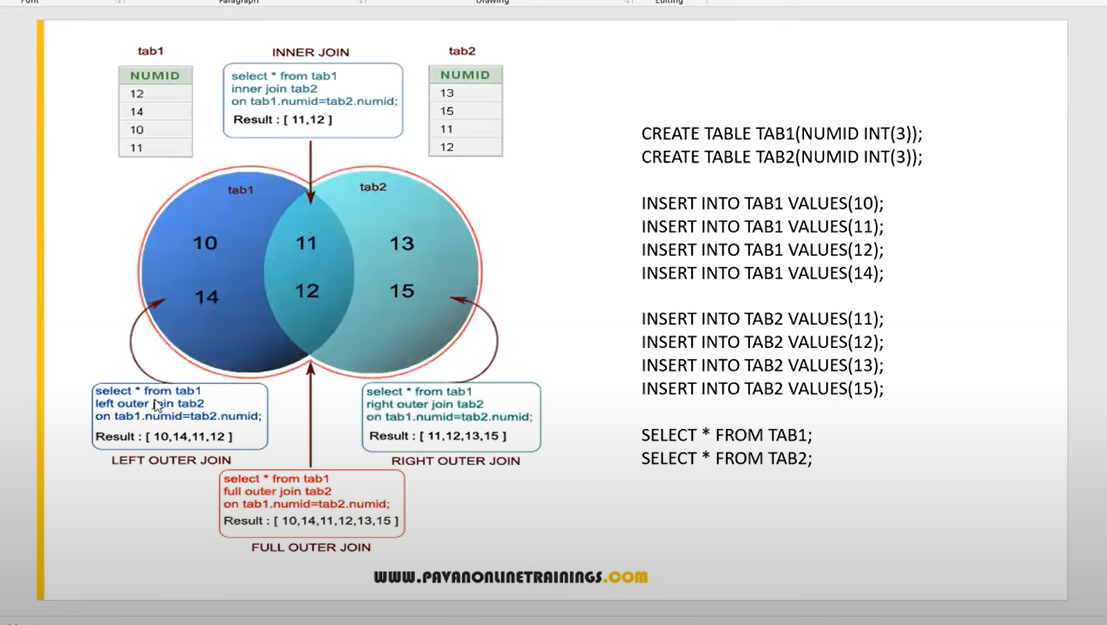 Font
Paragraph
Drawing
Editing
tab1
NUMID
12
14
10
11
INNER JOIN
select * from tab1
inner join tab2
on tab1.numid=tab2.numid;
Result : [ 11,12 ]
tab2
NUMID
13
15
11
12
tab1
tab2
10
11
13
14
12
15
select * from tab1
left outer join tab2
on tab1.numid=tab2.numid;
Result : [ 10,14,11,12 ]
LEFT OUTER JOIN
select * from tab1
right outer join tab2
on tab1.numid=tab2.numid;
Result : [ 11,12,13,15 ]
RIGHT OUTER JOIN
select * from tab1
full outer join tab2
on tab1.numid=tab2.numid;
Result : [ 10,14,11,12,13,15 ]
FULL OUTER JOIN
CREATE TABLE TAB1(NUMID INT(3));
CREATE TABLE TAB2(NUMID INT(3));
INSERT INTO TAB1 VALUES(10);
INSERT INTO TAB1 VALUES(11);
INSERT INTO TAB1 VALUES(12);
INSERT INTO TAB1 VALUES(14);
INSERT INTO TAB2 VALUES(11);
INSERT INTO TAB2 VALUES(12);
INSERT INTO TAB2 VALUES(13);
INSERT INTO TAB2 VALUES(15);
SELECT * FROM TAB1;
SELECT * FROM TAB2;
WWW.PAVANONLINETRAININGS.COM